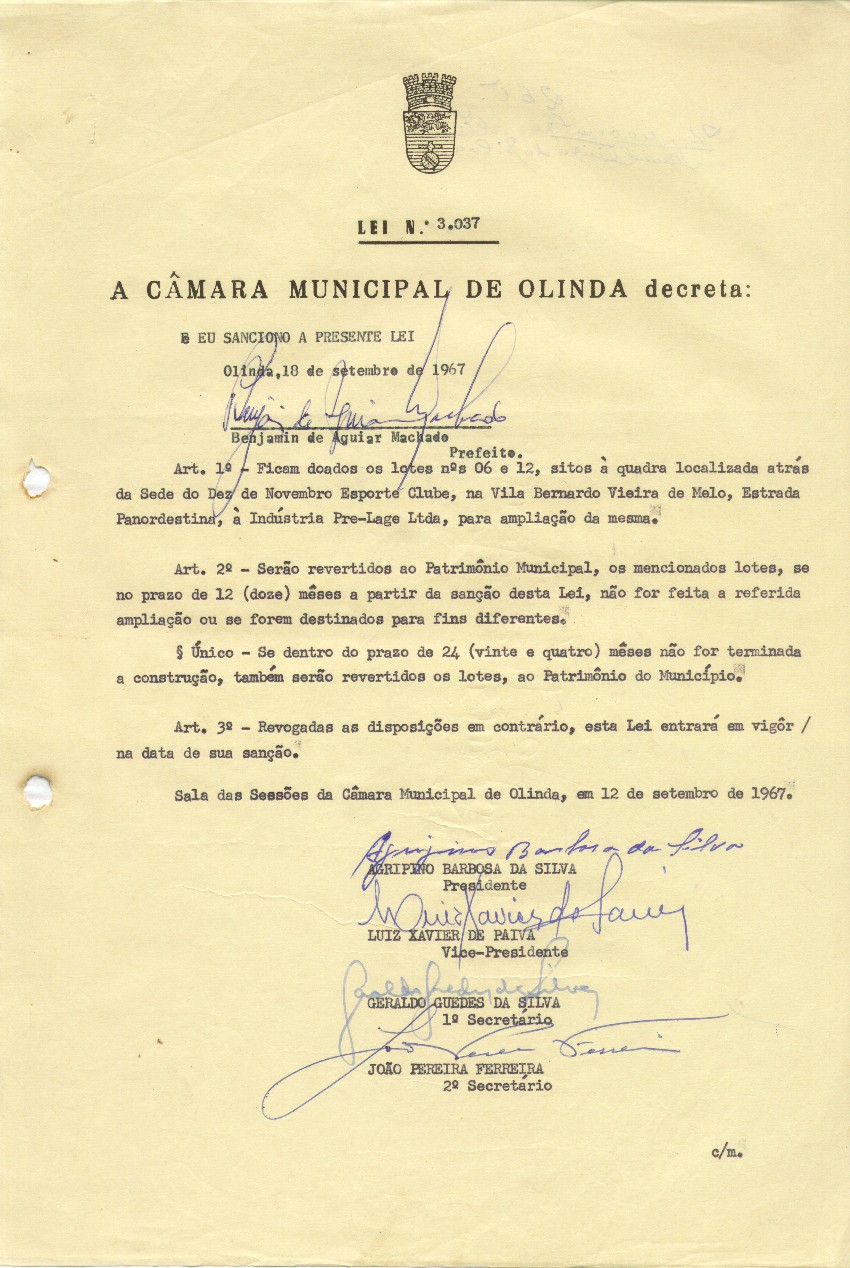 LEI N.º 3.037
A CÂMARA MUNICIPAL DE OLINDA decreta:
E EU SANCIONO A PRESENTE LEI
Olinda, 18 de setembro de 1967
Benjamin de Aguiar Machado
Benjamin de Aguiar Machado
Prefeito.
Art. 1º - Ficam doados os lotes nºs 06 e 12, sitos à quadra localizada atrás
da Sede do Dez de Novembro Esporte Clube, na Vila Bernardo Vieira de Melo, Estrada
Panordestina, à Indústria Pre-Lage Ltda, para ampliação da mesma.
Art. 2º - Serão revertidos ao Patrimônio Municipal, os mencionados lotes, se
no prazo de 12 (doze) mêses a partir da sanção desta Lei, não for feita a referida
ampliação ou se forem destinados para fins diferentes.
§ Único - Se dentro do prazo de 24 (vinte e quatro) mêses não for terminada
a construção, também serão revertidos os lotes, ao Patrimônio do Município.
Art. 3º - Revogadas as disposições em contrário, esta Lei entrará em vigôr /
na data de sua sanção.
Sala das Sessões da Câmara Municipal de Olinda, em 12 de setembro de 1967.
Agripino Barbosa da Silva
AGRIPINO BARBOSA DA SILVA
Presidente
Luiz Xavier de Paiva
LUIZ XAVIER DE PAIVA
Vice-Presidente
Geraldo Guedes da Silva
GERALDO GUEDES DA SILVA
1º Secretário
João Pereira Ferreira
JOÃO PEREIRA FERREIRA
2º Secretário
c/m.